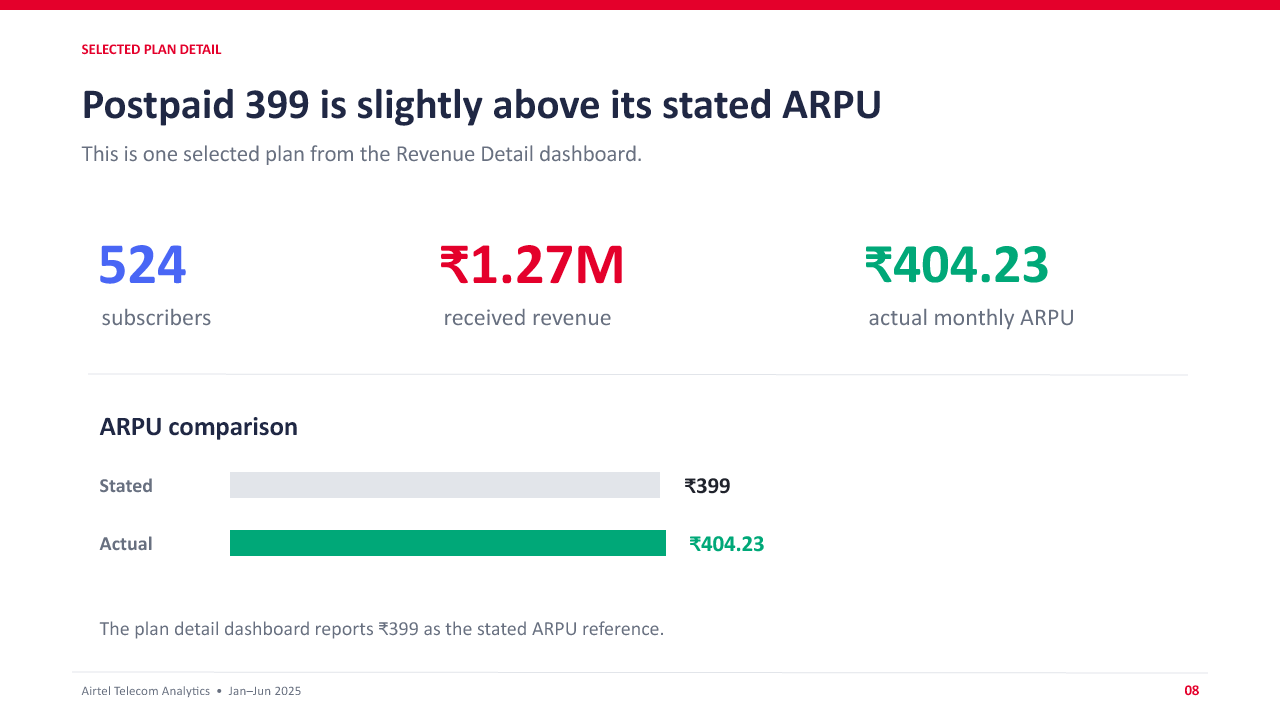 SELECTED PLAN DETAIL
Postpaid 399 is slightly above its stated ARPU
This is one selected plan from the Revenue Detail dashboard.
524
subscribers
₹1.27M
received revenue
₹404.23
actual monthly ARPU
ARPU comparison
Stated
₹399
Actual
₹404.23
The plan detail dashboard reports ₹399 as the stated ARPU reference.
Airtel Telecom Analytics • Jan–Jun 2025
08